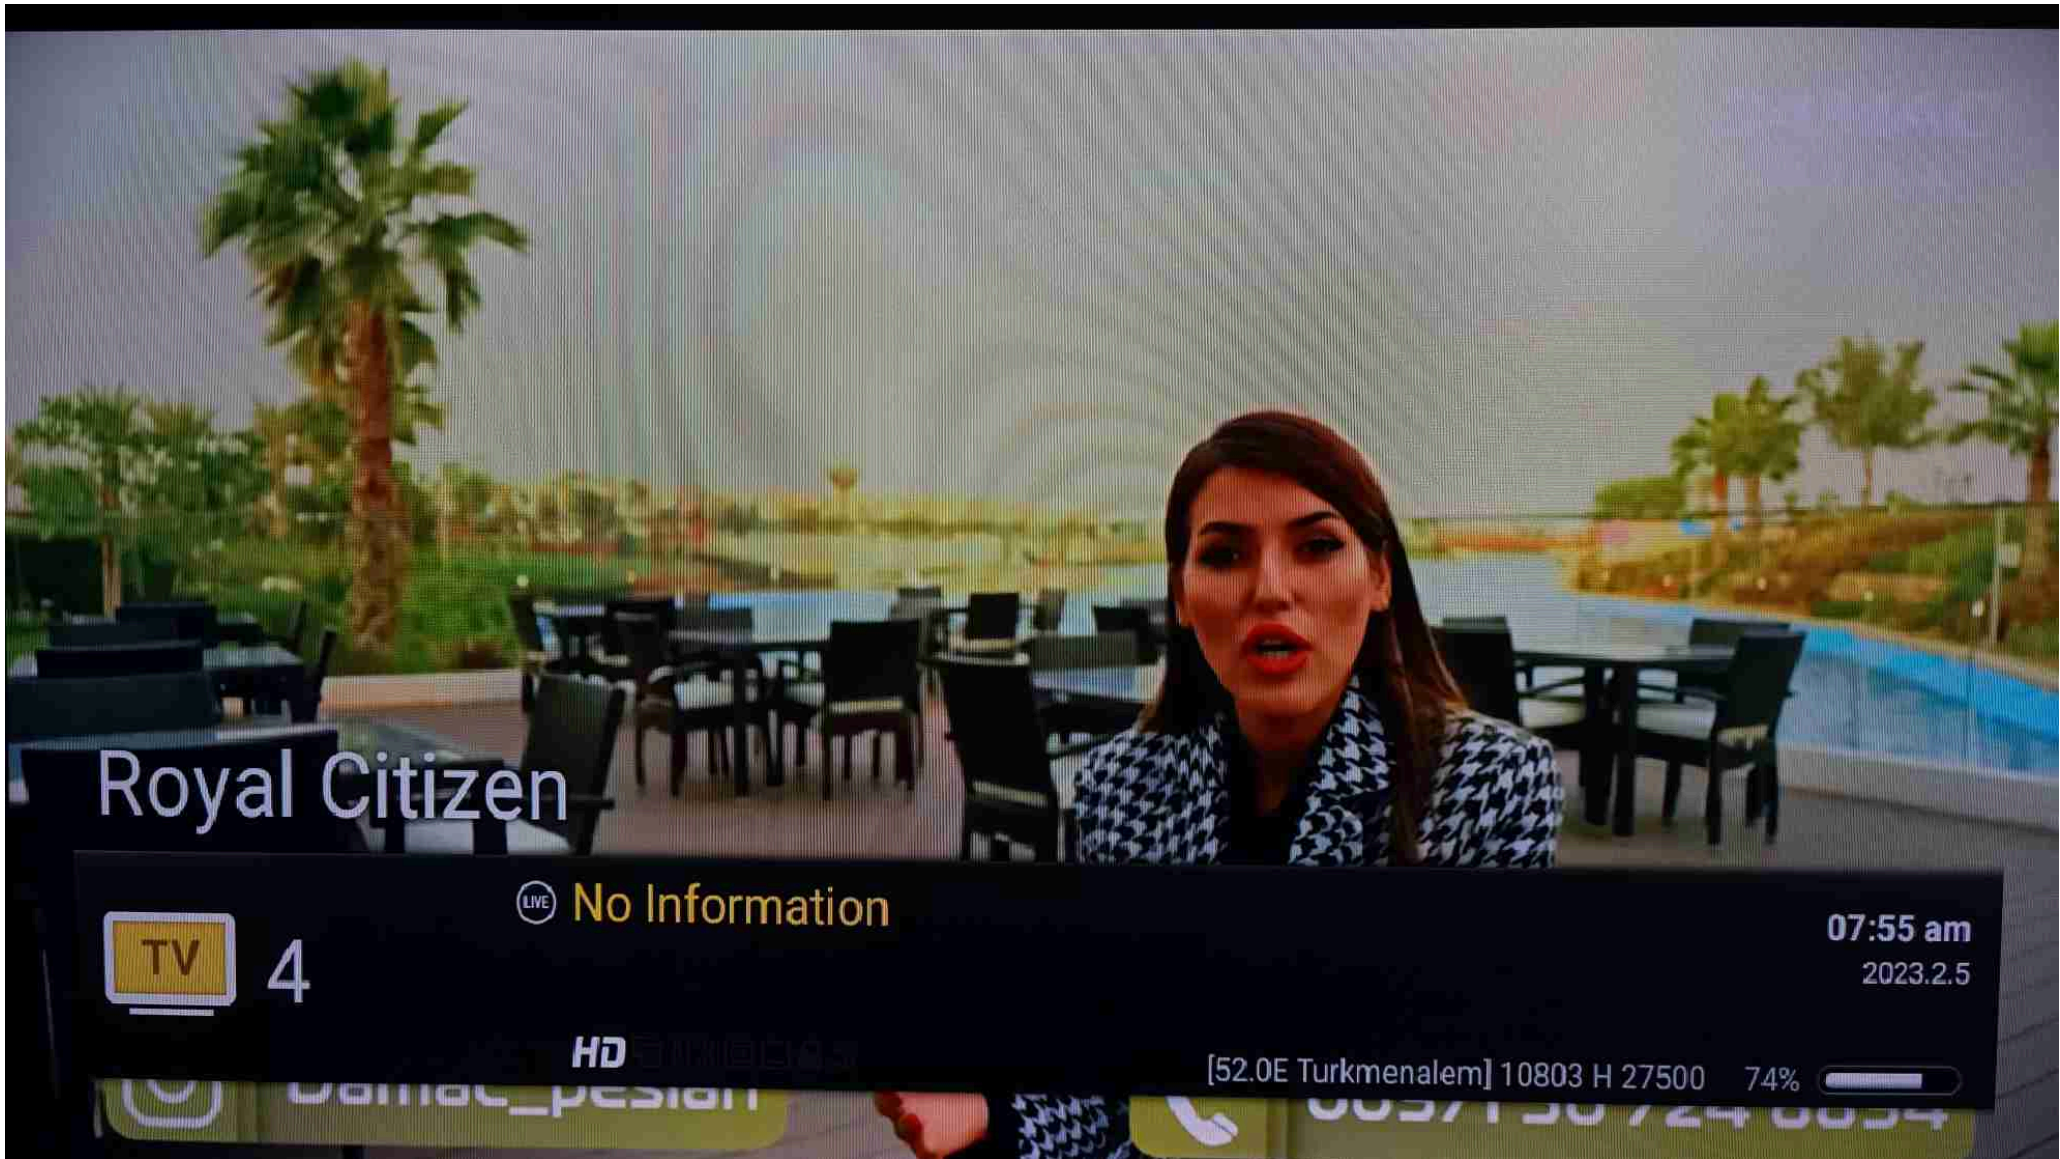 Royal Citizen
LIVE No Information
TV 4
07:55 am
2023.2.5
HD
[52.0E Turkmenalem] 10803 H 27500 74%